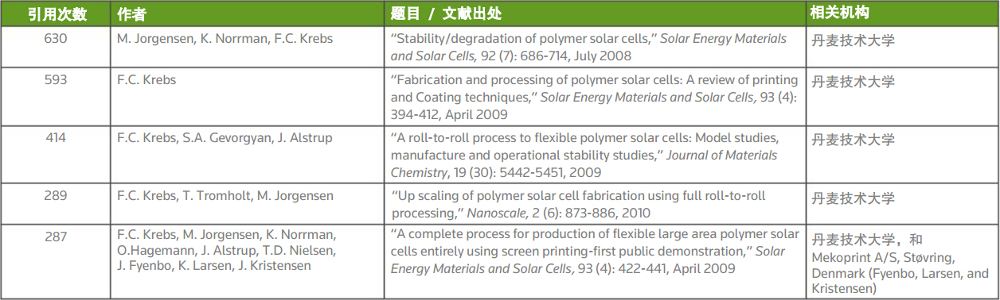 引用次数 作者 题目 / 文献出处 相关机构
630 M. Jorgensen, K. Norrman, F.C. Krebs “Stability/degradation of polymer solar cells,” Solar Energy Materials 丹麦技术大学
and Solar Cells, 92 (7): 686-714, July 2008
593 F.C. Krebs “Fabrication and processing of polymer solar cells: A review of printing 丹麦技术大学
and Coating techniques,” Solar Energy Materials and Solar Cells, 93 (4):
394-412, April 2009
414 F.C. Krebs, S.A. Gevorgyan, J. Alstrup “A roll-to-roll process to flexible polymer solar cells: Model studies, 丹麦技术大学
manufacture and operational stability studies,” Journal of Materials
Chemistry, 19 (30): 5442-5451, 2009
289 F.C. Krebs, T. Tromholt, M. Jorgensen “Up scaling of polymer solar cell fabrication using full roll-to-roll 丹麦技术大学
processing,” Nanoscale, 2 (6): 873-886, 2010
287 F.C. Krebs, M. Jorgensen, K. Norrman, “A complete process for production of flexible large area polymer solar 丹麦技术大学，和
O.Hagemann, J. Alstrup, T.D. Nielsen, cells entirely using screen printing-first public demonstration,” Solar Mekoprint A/S, Støvring,
J. Fyenbo, K. Larsen, J. Kristensen Energy Materials and Solar Cells, 93 (4): 422-441, April 2009 Denmark (Fyenbo, Larsen, and
Kristensen)